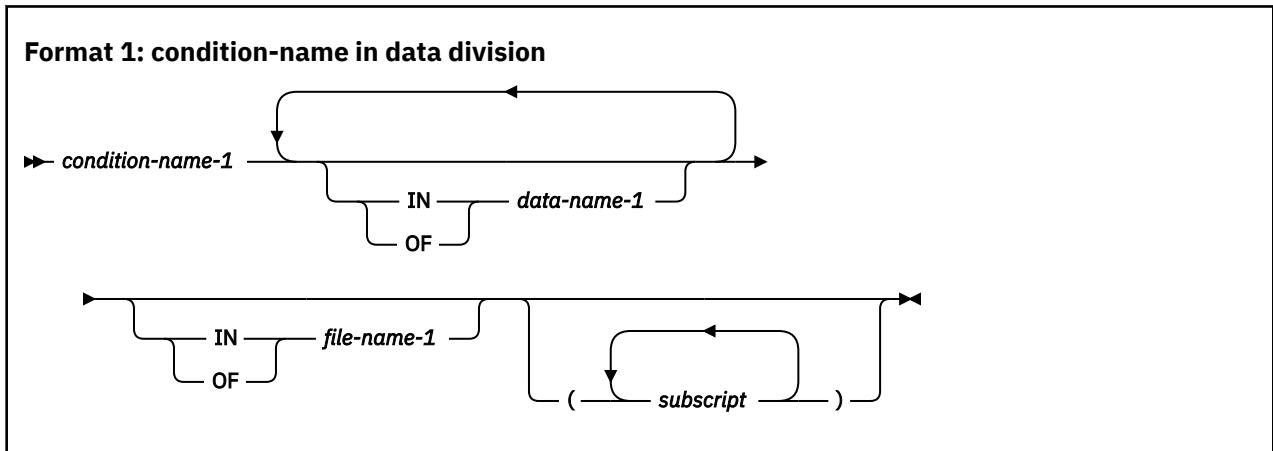 Format 1: condition-name in data division
condition-name-1
IN data-name-1
OF
IN file-name-1
OF
( subscript )